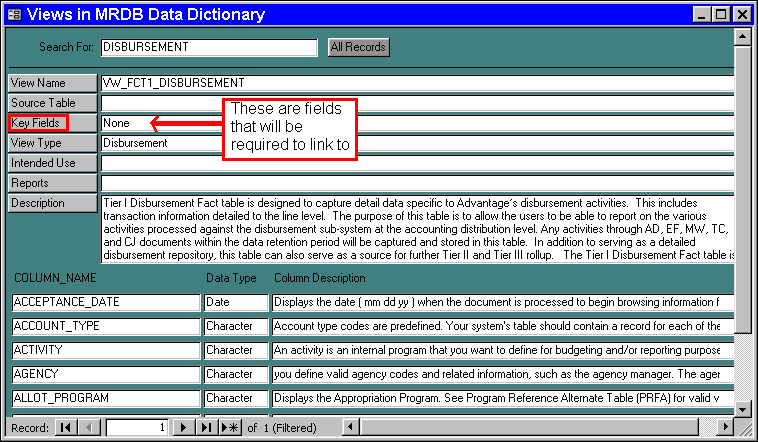 Views in MRDB Data Dictionary
Search For: DISBURSEMENT All Records
View Name VW_FCT1_DISBURSEMENT
Source Table
Key Fields None
These are fields
that will be
required to link to
View Type Disbursement
Intended Use
Reports
Description Tier I Disbursement Fact table is designed to capture detail data specific to Advantage's disbursement activities.  This includes
transaction information detailed to the line level.  The purpose of this table is to allow the users to be able to report on the various
activities processed against the disbursement sub-system at the accounting distribution level. Any activities through AD, EF, MW, TC,
and CJ documents within the data retention period will be captured and stored in this table.  In addition to serving as a detailed
disbursement repository, this table can also serve as a source for further Tier II and Tier III rollup.   The Tier I Disbursement Fact table is
COLUMN_NAME Data Type Column Description
ACCEPTANCE_DATE Date Displays the date ( mm dd yy ) when the document is processed to begin browsing information f
ACCOUNT_TYPE Character Account type codes are predefined. Your system's table should contain a record for each of the
ACTIVITY Character An activity is an internal program that you want to define for budgeting and/or reporting purpose
AGENCY Character you define valid agency codes and related information, such as the agency manager. The ager
ALLOT_PROGRAM Character Displays the Appropriation Program. See Program Reference Alternate Table (PRFA) for valid v
Record: 1 of 1 (Filtered)